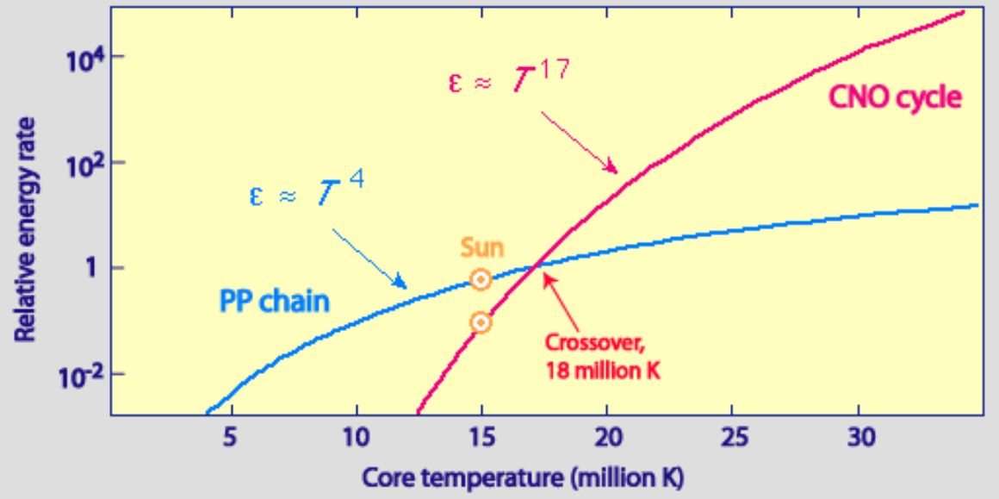 Relative energy rate
10⁴
10²
1
10⁻²
ε ≈ T¹⁷
CNO cycle
ε ≈ T⁴
Sun
PP chain
Crossover,
18 million K
5 10 15 20 25 30
Core temperature (million K)